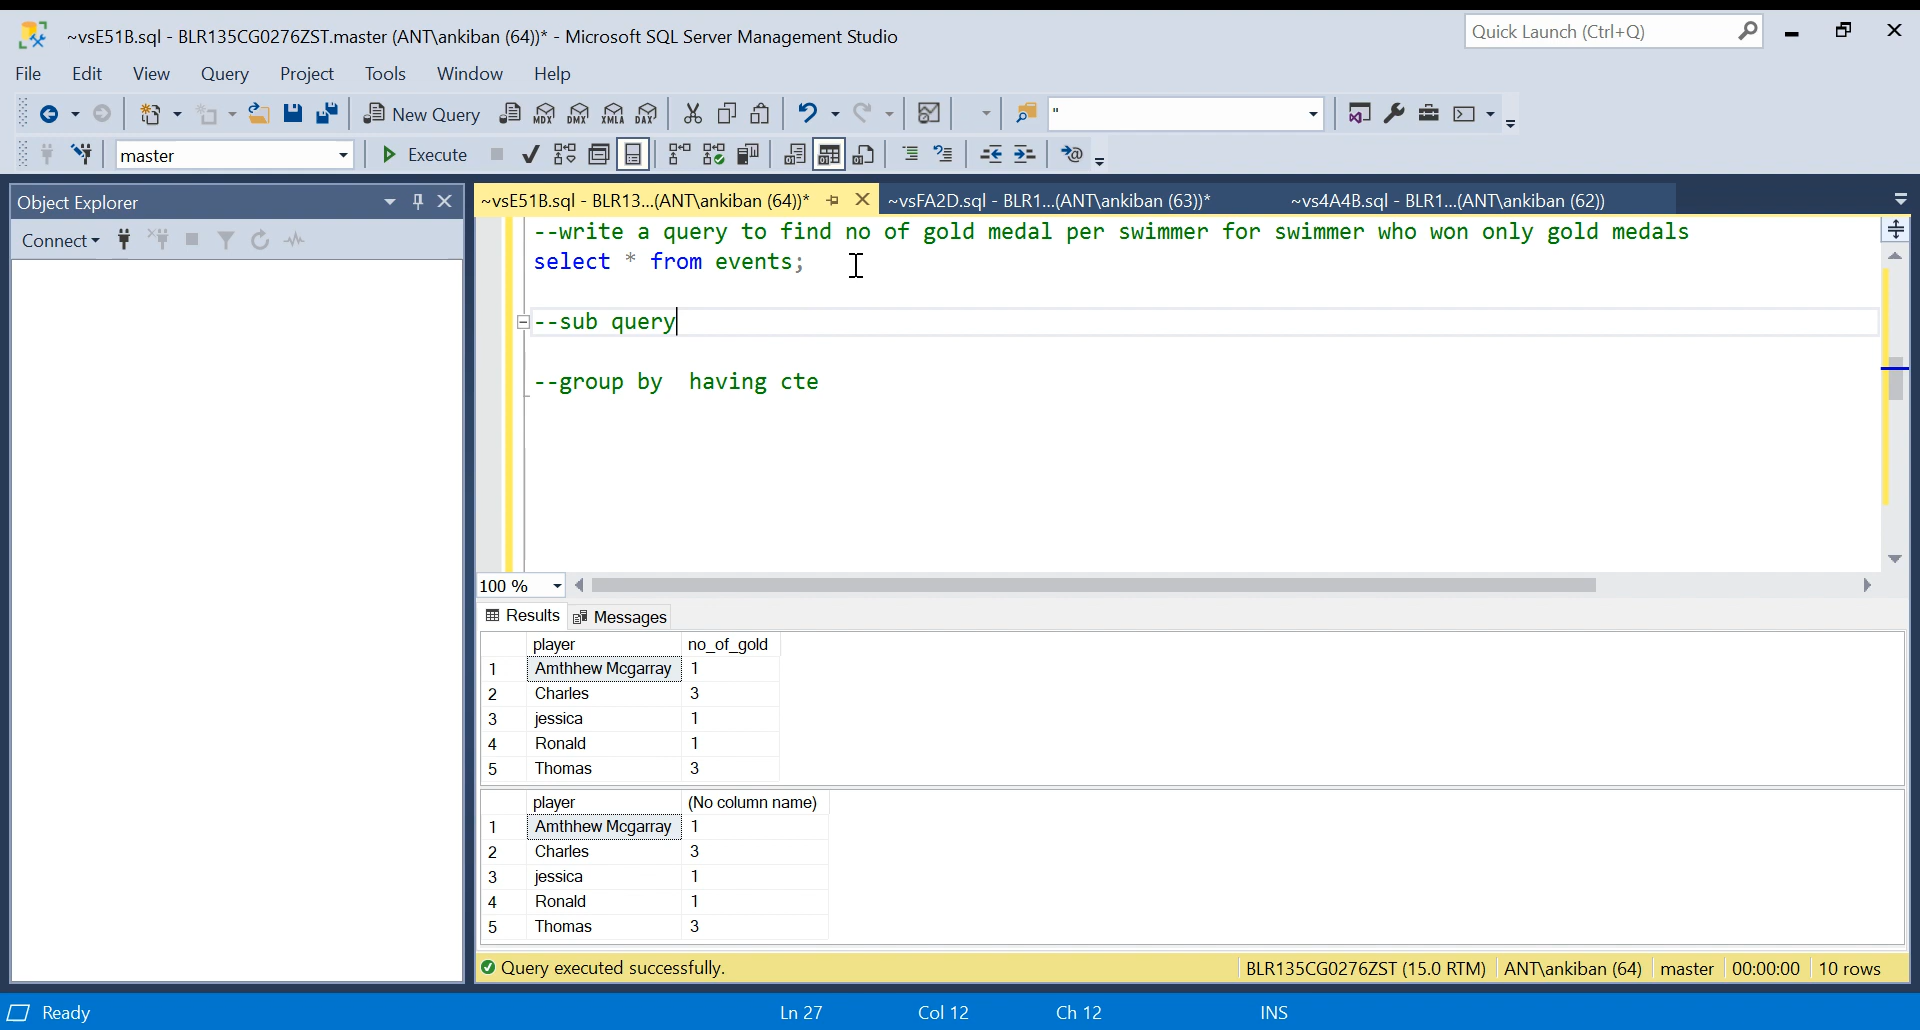 ~vsE51B.sql - BLR135CG0276ZST.master (ANT\ankiban (64))* - Microsoft SQL Server Management Studio
Quick Launch (Ctrl+Q)
File Edit View Query Project Tools Window Help
New Query MDX DMX XMLA DAX "
master Execute
Object Explorer
~vsE51B.sql - BLR13...(ANT\ankiban (64))* ~vsFA2D.sql - BLR1...(ANT\ankiban (63))* ~vs4A4B.sql - BLR1...(ANT\ankiban (62))
Connect
--write a query to find no of gold medal per swimmer for swimmer who won only gold medals
select * from events;
--sub query
--group by  having cte
100 %
Results Messages
player no_of_gold
1 Amthhew Mcgarray 1
2 Charles 3
3 jessica 1
4 Ronald 1
5 Thomas 3
player (No column name)
1 Amthhew Mcgarray 1
2 Charles 3
3 jessica 1
4 Ronald 1
5 Thomas 3
Query executed successfully. BLR135CG0276ZST (15.0 RTM) ANT\ankiban (64) master 00:00:00 10 rows
Ready Ln 27 Col 12 Ch 12 INS